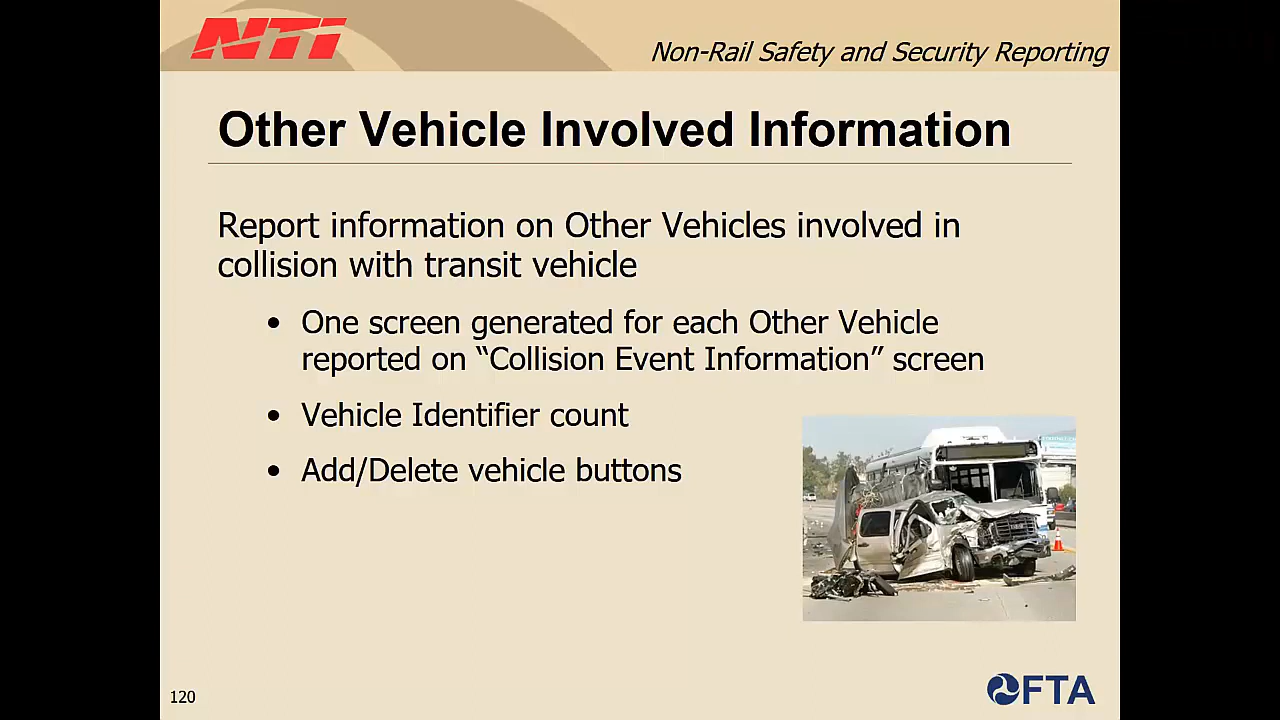 NTI
Non-Rail Safety and Security Reporting
Other Vehicle Involved Information
Report information on Other Vehicles involved in
collision with transit vehicle
• One screen generated for each Other Vehicle
reported on “Collision Event Information” screen
• Vehicle Identifier count
• Add/Delete vehicle buttons
120
FTA